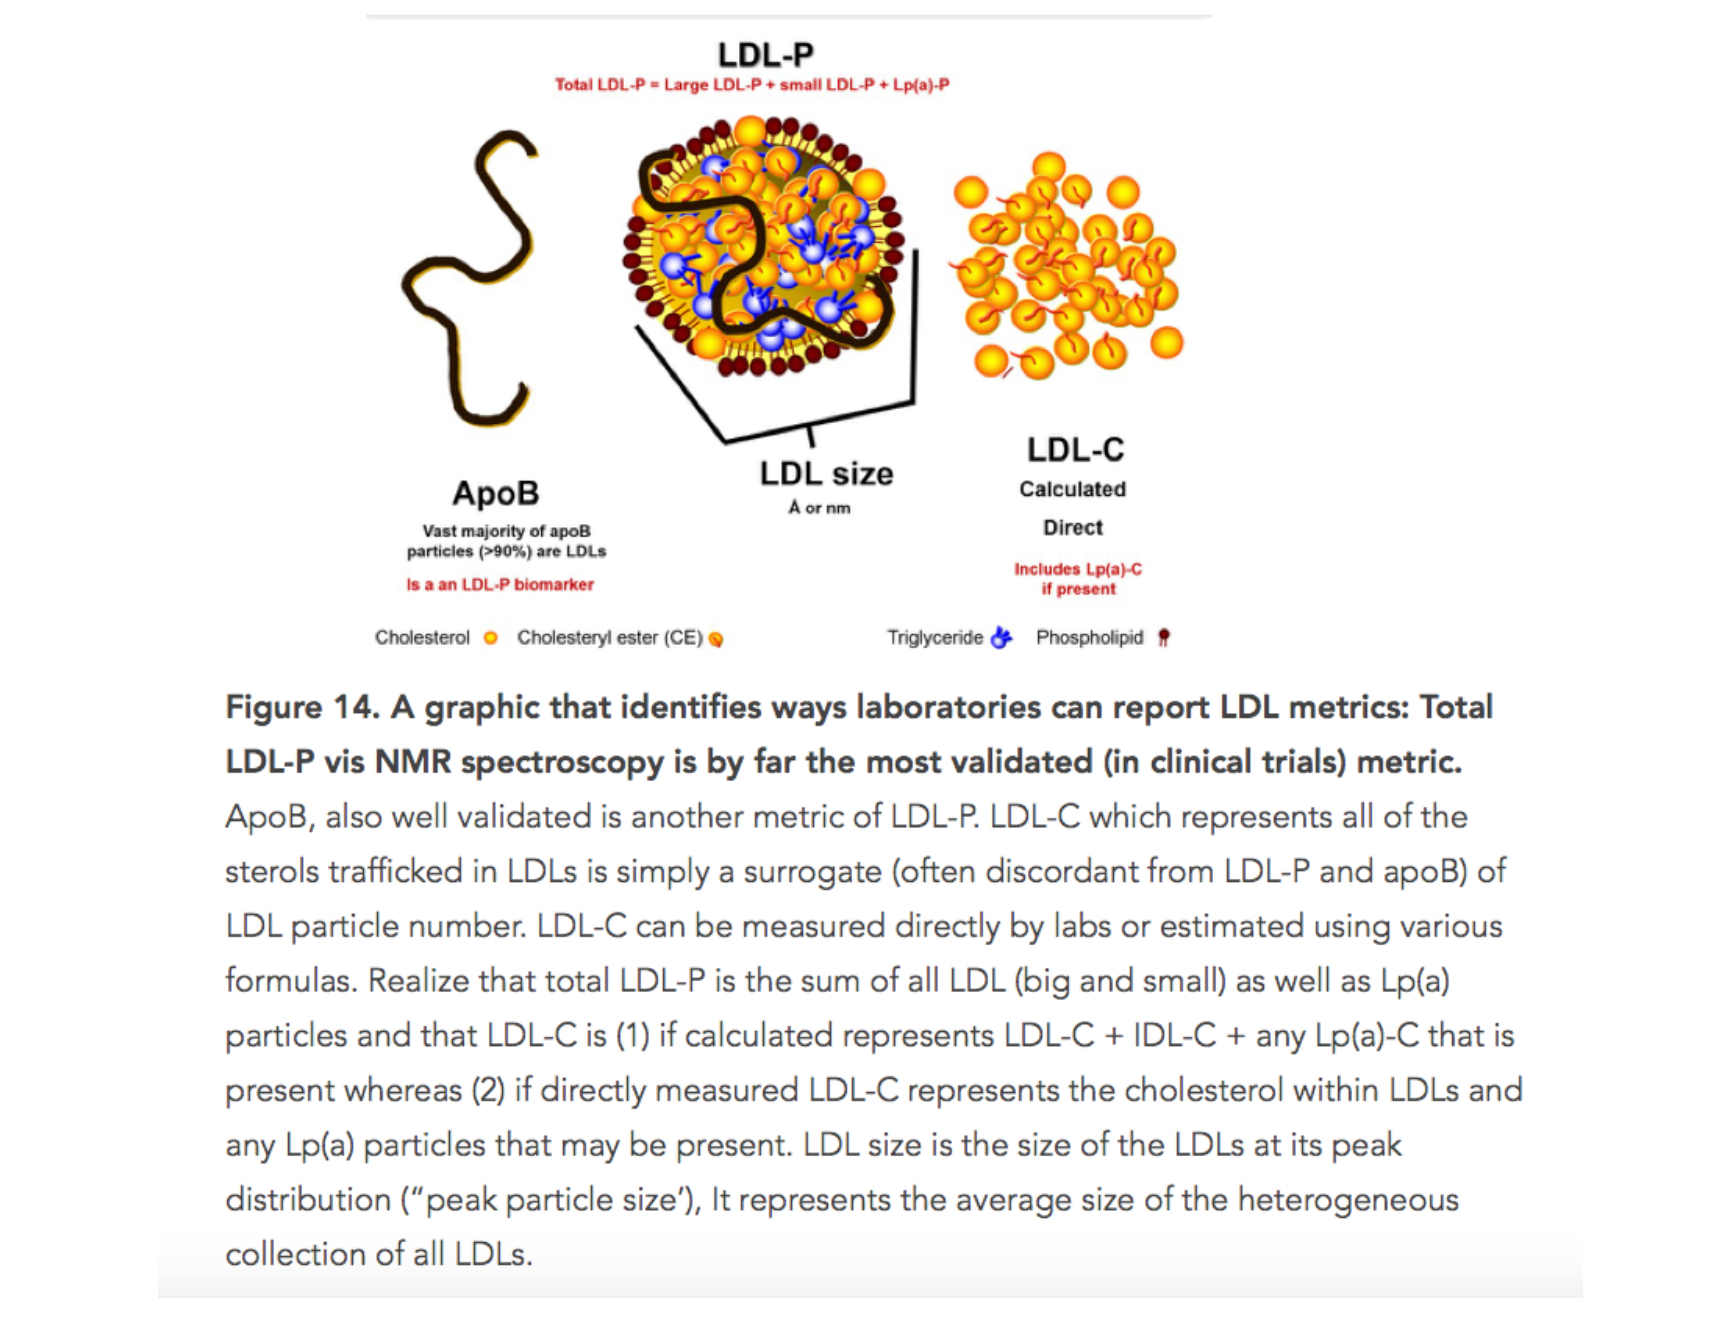 LDL-P
Total LDL-P = Large LDL-P + small LDL-P + Lp(a)-P
ApoB
Vast majority of apoB
particles (>90%) are LDLs
Is a an LDL-P biomarker
LDL size
Å or nm
LDL-C
Calculated
Direct
Includes Lp(a)-C
if present
Cholesterol Cholesteryl ester (CE) Triglyceride Phospholipid
Figure 14. A graphic that identifies ways laboratories can report LDL metrics: Total
LDL-P vis NMR spectroscopy is by far the most validated (in clinical trials) metric.
ApoB, also well validated is another metric of LDL-P. LDL-C which represents all of the
sterols trafficked in LDLs is simply a surrogate (often discordant from LDL-P and apoB) of
LDL particle number. LDL-C can be measured directly by labs or estimated using various
formulas. Realize that total LDL-P is the sum of all LDL (big and small) as well as Lp(a)
particles and that LDL-C is (1) if calculated represents LDL-C + IDL-C + any Lp(a)-C that is
present whereas (2) if directly measured LDL-C represents the cholesterol within LDLs and
any Lp(a) particles that may be present. LDL size is the size of the LDLs at its peak
distribution (“peak particle size’), It represents the average size of the heterogeneous
collection of all LDLs.